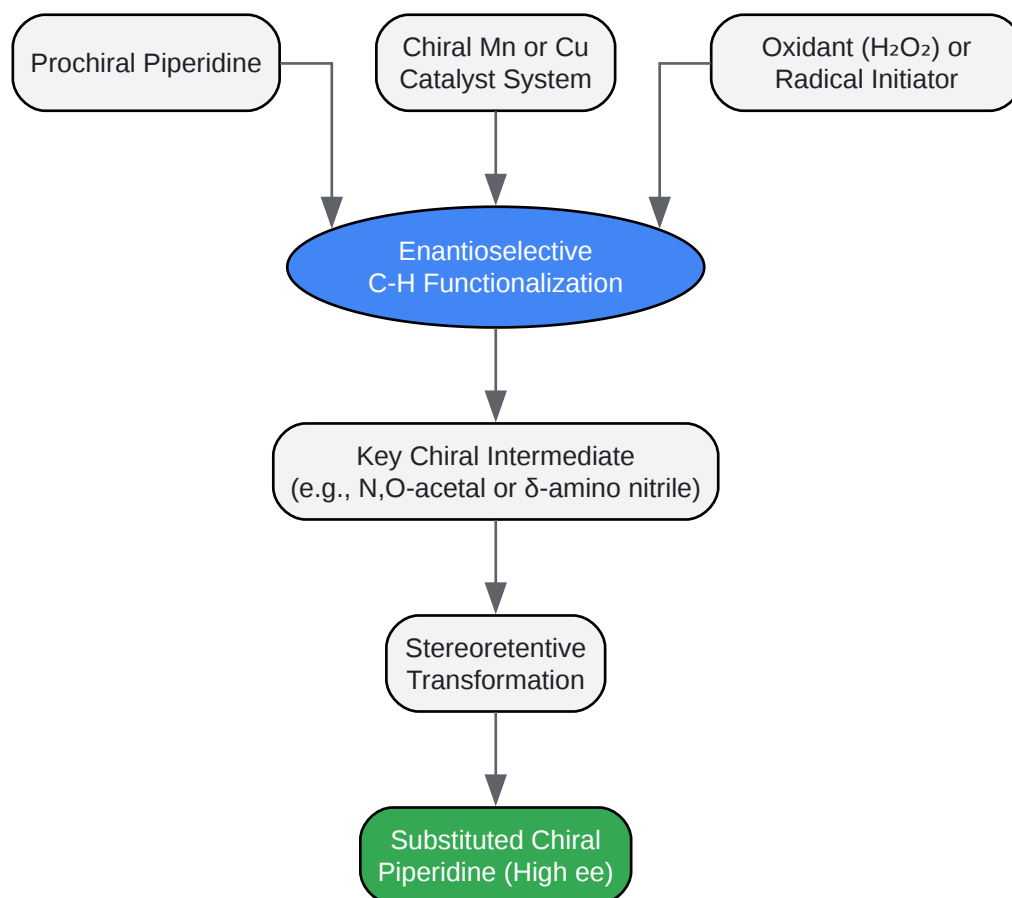 Prochiral Piperidine
Chiral Mn or Cu
Catalyst System
Oxidant (H₂O₂) or
Radical Initiator
Enantioselective
C-H Functionalization
Key Chiral Intermediate
(e.g., N,O-acetal or δ-amino nitrile)
Stereoretentive
Transformation
Substituted Chiral
Piperidine (High ee)